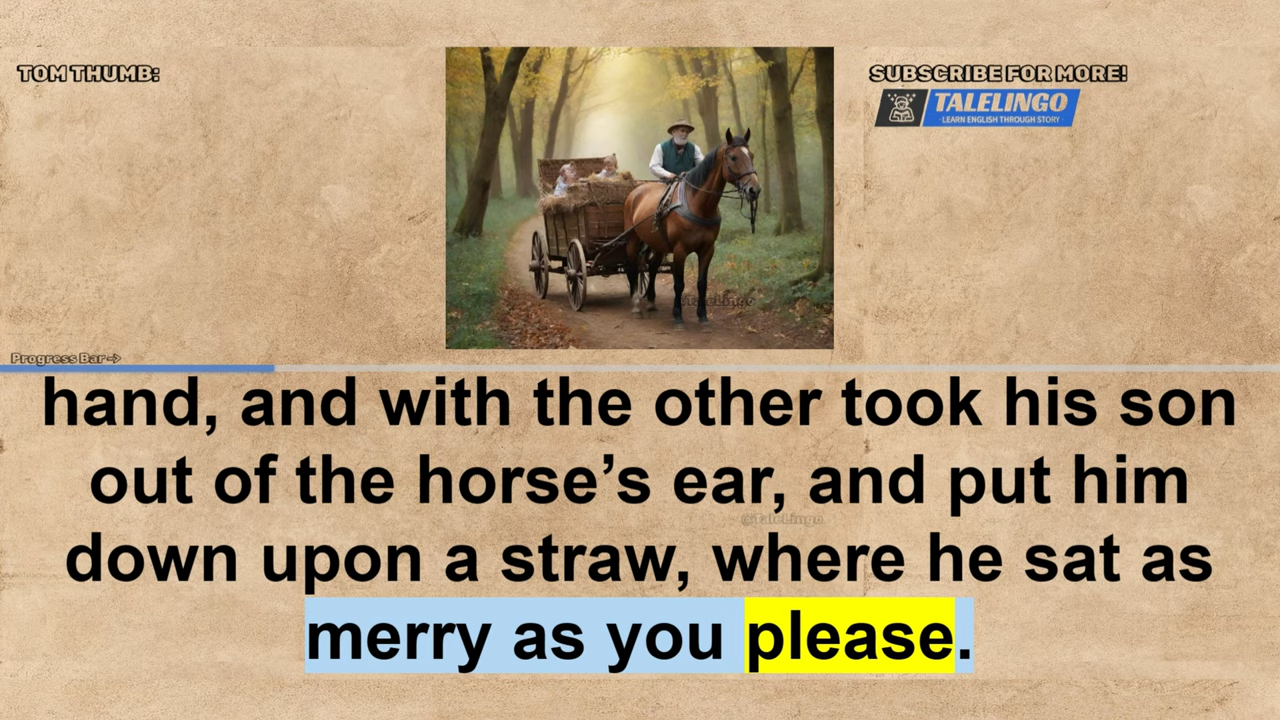 TOM THUMB:
SUBSCRIBE FOR MORE!
TALELINGO
· LEARN ENGLISH THROUGH STORY ·
@TaleLingo
Progress Bar->
hand, and with the other took his son
out of the horse’s ear, and put him
@TaleLingo
down upon a straw, where he sat as
merry as you please.